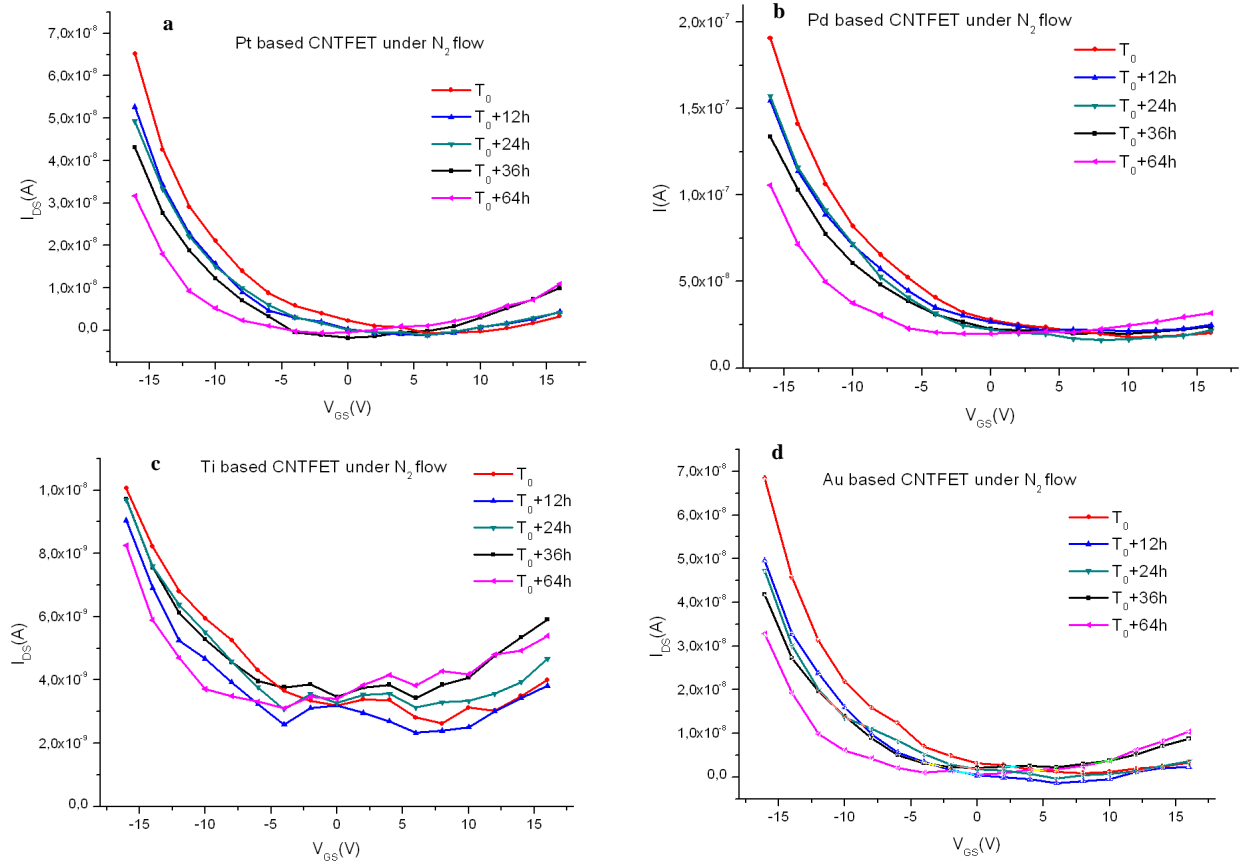 a
Pt based CNTFET under N₂ flow
7,0x10⁻⁸
6,0x10⁻⁸
5,0x10⁻⁸
4,0x10⁻⁸
3,0x10⁻⁸
2,0x10⁻⁸
1,0x10⁻⁸
0,0
I_DS(A)
T₀
T₀+12h
T₀+24h
T₀+36h
T₀+64h
-15 -10 -5 0 5 10 15
V_GS(V)
b
Pd based CNTFET under N₂ flow
2,0x10⁻⁷
1,5x10⁻⁷
1,0x10⁻⁷
5,0x10⁻⁸
0,0
I(A)
T₀
T₀+12h
T₀+24h
T₀+36h
T₀+64h
-15 -10 -5 0 5 10 15
V_GS(V)
c
Ti based CNTFET under N₂ flow
1,0x10⁻⁸
8,0x10⁻⁹
6,0x10⁻⁹
4,0x10⁻⁹
2,0x10⁻⁹
0,0
I_DS(A)
T₀
T₀+12h
T₀+24h
T₀+36h
T₀+64h
-15 -10 -5 0 5 10 15
V_GS(V)
d
Au based CNTFET under N₂ flow
7,0x10⁻⁸
6,0x10⁻⁸
5,0x10⁻⁸
4,0x10⁻⁸
3,0x10⁻⁸
2,0x10⁻⁸
1,0x10⁻⁸
0,0
I_DS(A)
T₀
T₀+12h
T₀+24h
T₀+36h
T₀+64h
-15 -10 -5 0 5 10 15
V_GS(V)